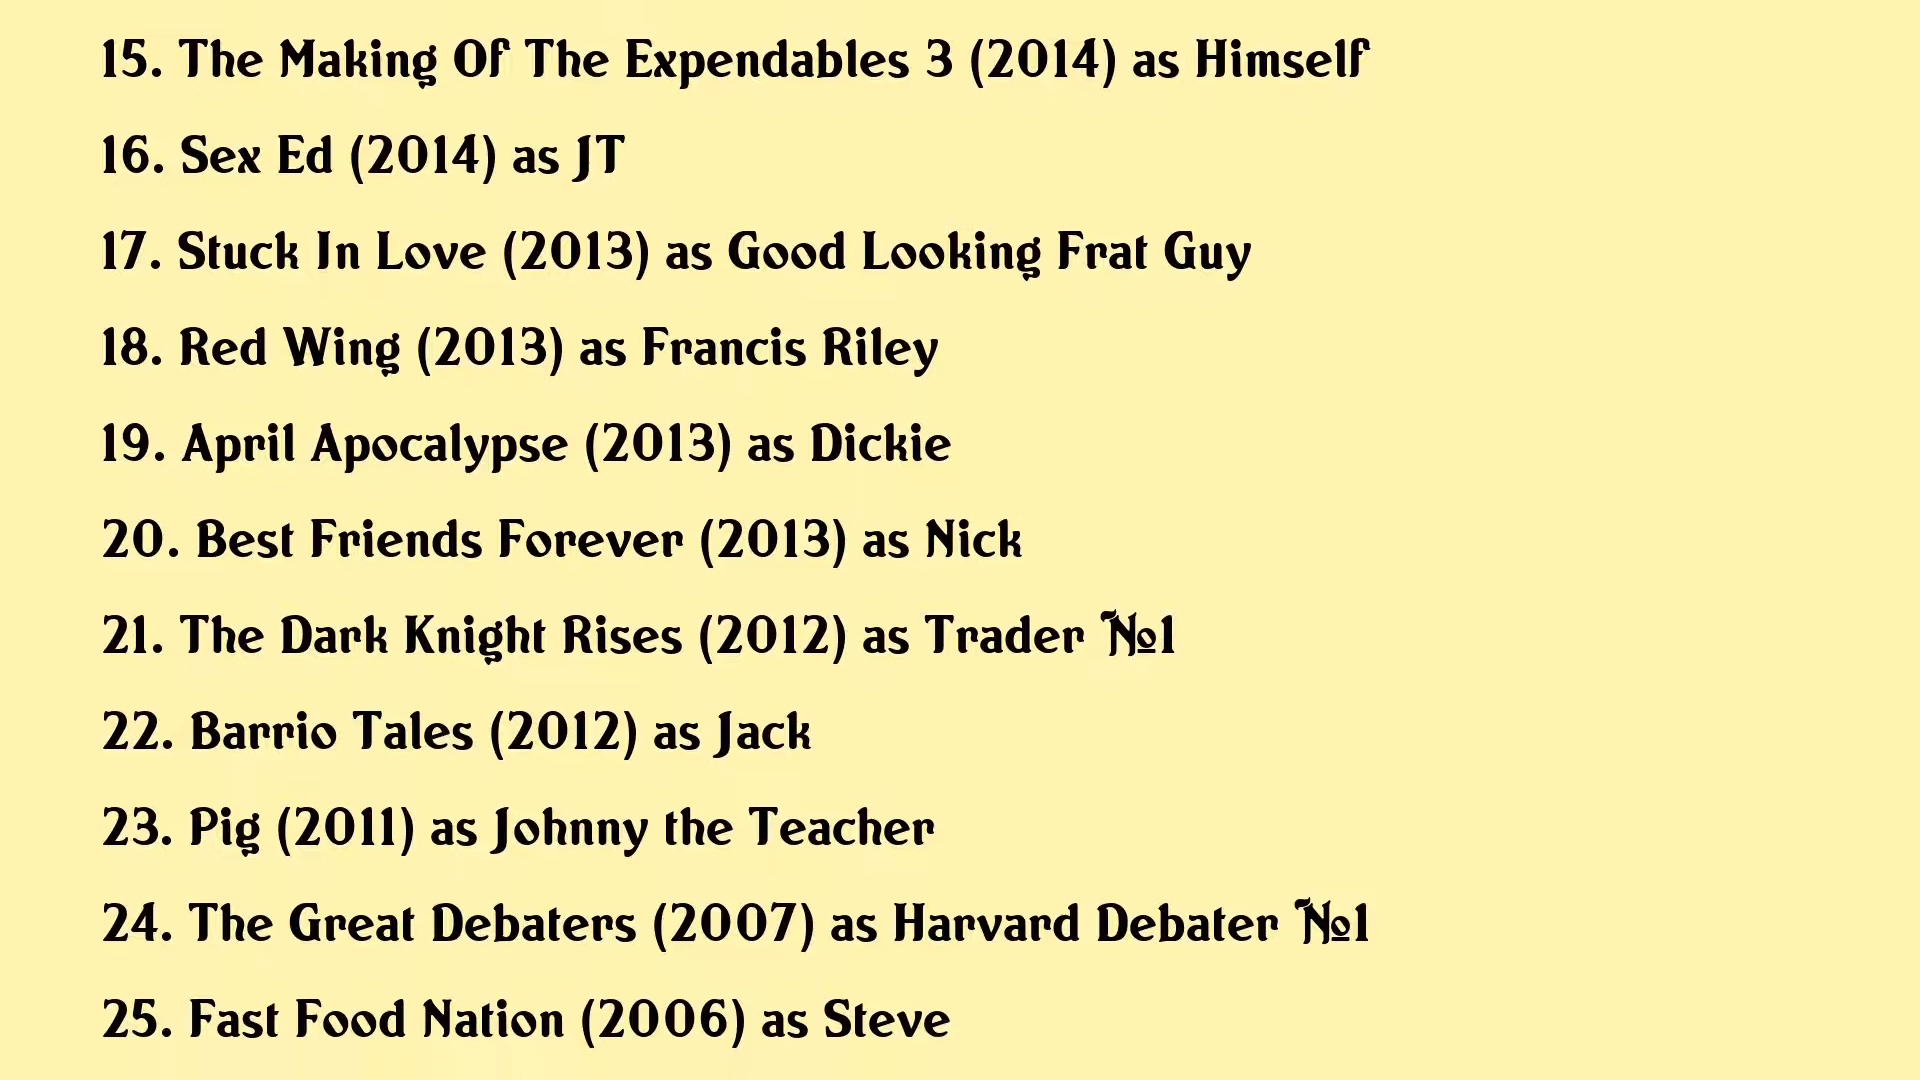 15. The Making Of The Expendables 3 (2014) as Himself
16. Sex Ed (2014) as JT
17. Stuck In Love (2013) as Good Looking Frat Guy
18. Red Wing (2013) as Francis Riley
19. April Apocalypse (2013) as Dickie
20. Best Friends Forever (2013) as Nick
21. The Dark Knight Rises (2012) as Trader №1
22. Barrio Tales (2012) as Jack
23. Pig (2011) as Johnny the Teacher
24. The Great Debaters (2007) as Harvard Debater №1
25. Fast Food Nation (2006) as Steve